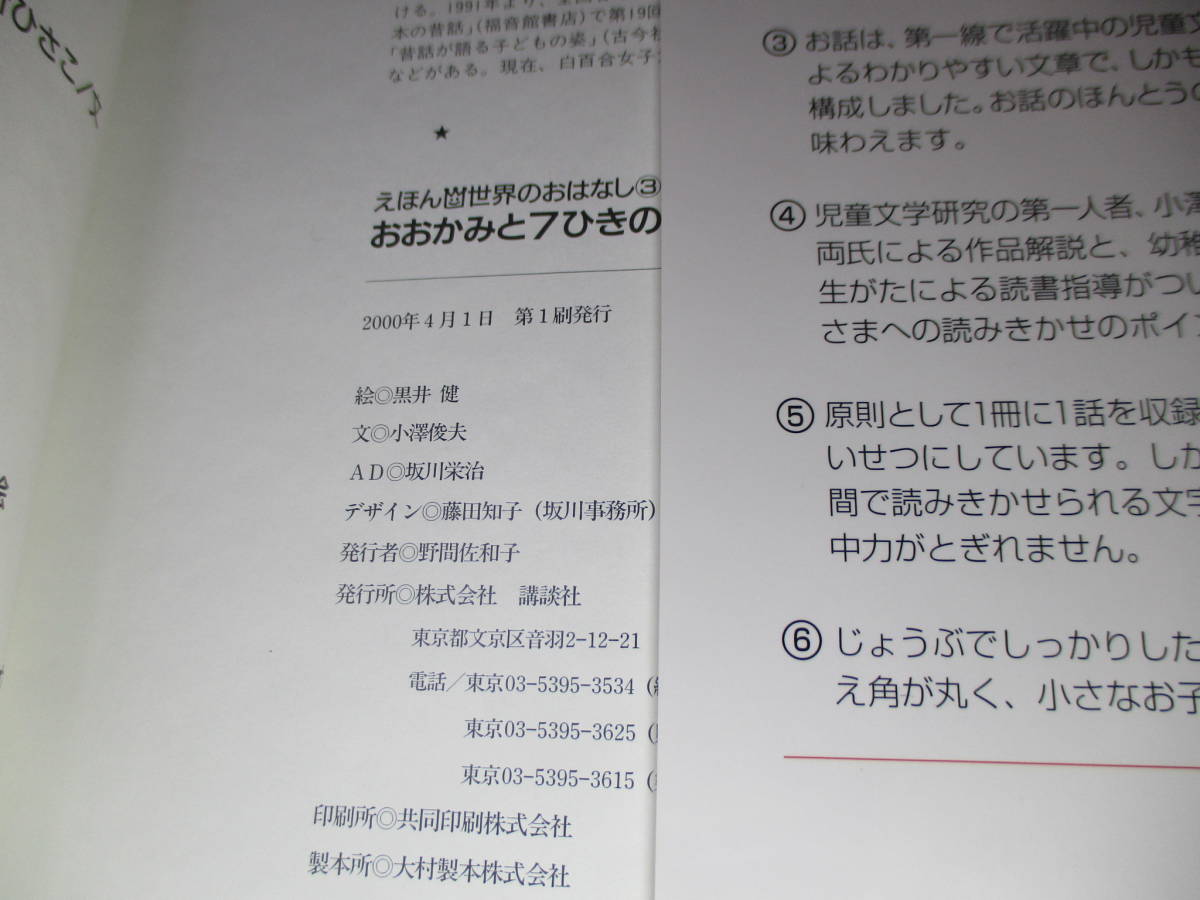 ひさこ
ける。1991年より、全国
本の昔話」(福音館書店)で第19回
「昔話が語る子どもの姿」(古今社
などがある。現在、白百合女子
★
えほん世界のおはなし③
おおかみと7ひきの
2000年4月1日 第1刷発行
絵◎黒井 健
文◎小澤俊夫
AD◎坂川栄治
デザイン◎藤田知子(坂川事務所)
発行者◎野間佐和子
発行所◎株式会社 講談社
東京都文京区音羽2-12-21
電話/東京03-5395-3534(
東京03-5395-3625(
東京03-5395-3615(
印刷所◎共同印刷株式会社
製本所◎大村製本株式会社
③お話は、第一線で活躍中の児童文
よるわかりやすい文章で、しかも
構成しました。お話のほんとうの
味わえます。
④児童文学研究の第一人者、小澤
両氏による作品解説と、幼稚
生がたによる読書指導がつい
さまへの読みきかせのポイン
⑤原則として1冊に1話を収録
いせつにしています。しか
間で読みきかせられる文字
中力がとぎれません。
⑥じょうぶでしっかりした
え角が丸く、小さなお子